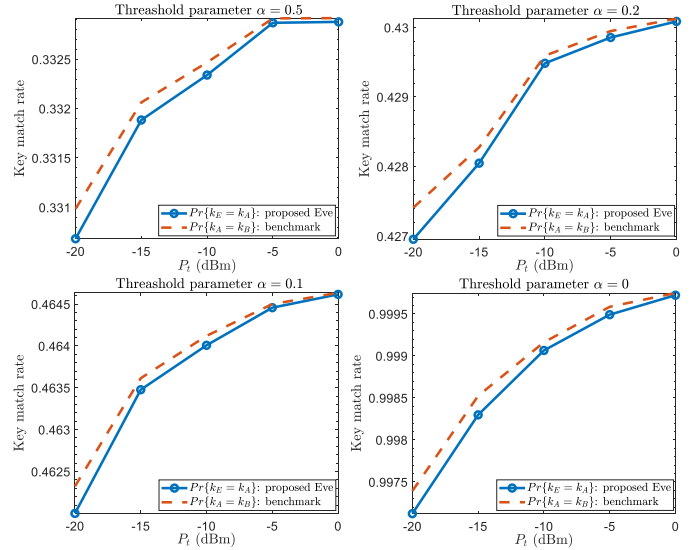 Threashold parameter α = 0.5
Key match rate
0.3325
0.332
0.3315
0.331
-20 -15 -10 -5 0
P_t (dBm)
Pr{k_E = k_A}: proposed Eve
Pr{k_A = k_B}: benchmark
Threashold parameter α = 0.2
Key match rate
0.43
0.429
0.428
0.427
-20 -15 -10 -5 0
P_t (dBm)
Pr{k_E = k_A}: proposed Eve
Pr{k_A = k_B}: benchmark
Threshold parameter α = 0.1
Key match rate
0.4645
0.464
0.4635
0.463
0.4625
-20 -15 -10 -5 0
P_t (dBm)
Pr{k_E = k_A}: proposed Eve
Pr{k_A = k_B}: benchmark
Threshold parameter α = 0
Key match rate
0.9995
0.999
0.9985
0.998
0.9975
-20 -15 -10 -5 0
P_t (dBm)
Pr{k_E = k_A}: proposed Eve
Pr{k_A = k_B}: benchmark